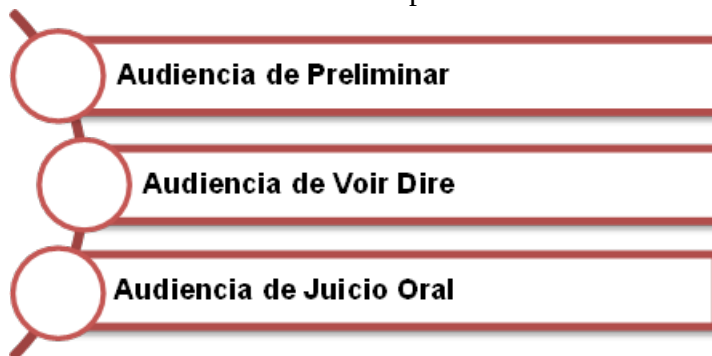 Audiencia de Preliminar
Audiencia de Voir Dire
Audiencia de Juicio Oral